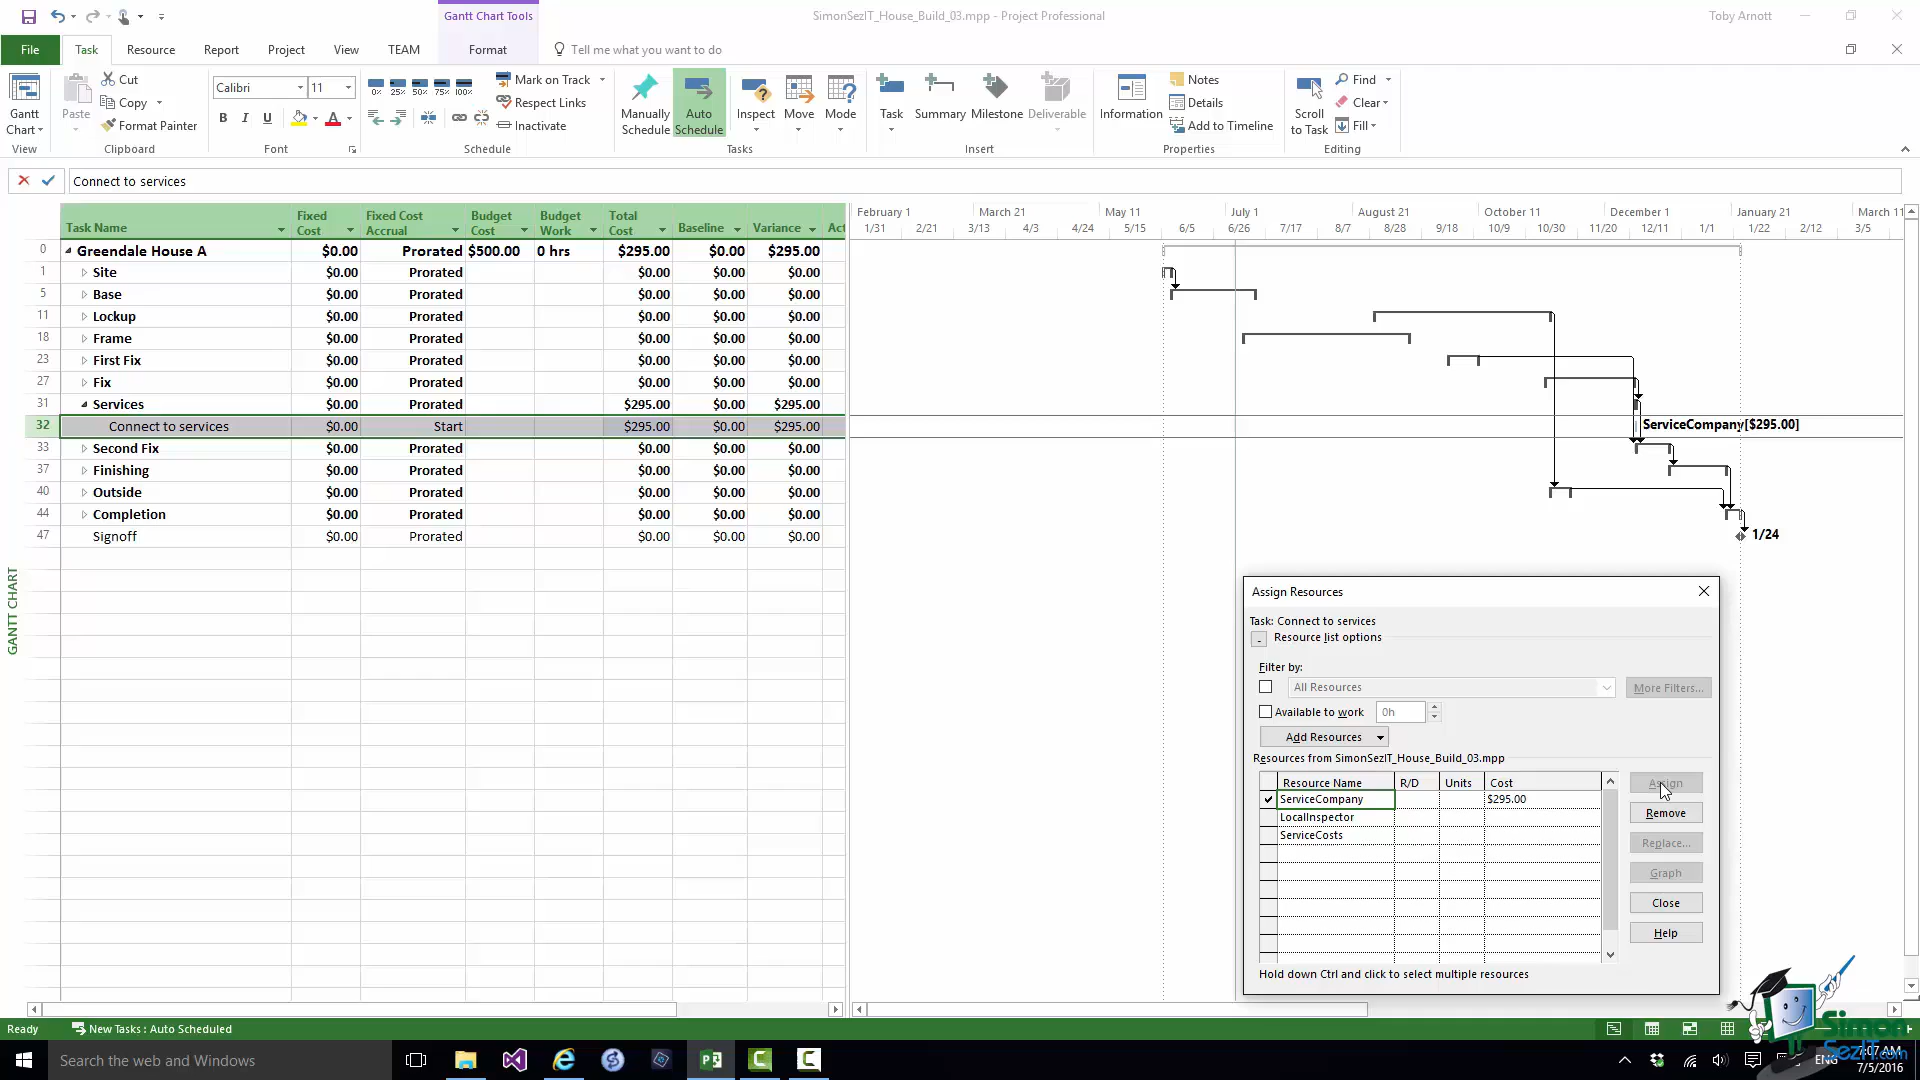 Gantt Chart Tools
SimonSezIT_House_Build_03.mpp - Project Professional
Toby Arnott
File Task Resource Report Project View TEAM Format Tell me what you want to do
Gantt Chart
View
Paste
Cut
Copy
Format Painter
Clipboard
Calibri 11
B I U A
Font
0% 25% 50% 75% 100%
Mark on Track
Respect Links
Inactivate
Schedule
Manually Schedule
Auto Schedule
Inspect
Move
Mode
Tasks
Task
Summary
Milestone
Deliverable
Insert
Information
Notes
Details
Add to Timeline
Properties
Scroll to Task
Find
Clear
Fill
Editing
Connect to services
Task Name Fixed Cost Fixed Cost Accrual Budget Cost Budget Work Total Cost Baseline Variance Act
0 Greendale House A $0.00 Prorated $500.00 0 hrs $295.00 $0.00 $295.00
1 Site $0.00 Prorated $0.00 $0.00 $0.00
5 Base $0.00 Prorated $0.00 $0.00 $0.00
11 Lockup $0.00 Prorated $0.00 $0.00 $0.00
18 Frame $0.00 Prorated $0.00 $0.00 $0.00
23 First Fix $0.00 Prorated $0.00 $0.00 $0.00
27 Fix $0.00 Prorated $0.00 $0.00 $0.00
31 Services $0.00 Prorated $295.00 $0.00 $295.00
32 Connect to services $0.00 Start $295.00 $0.00 $295.00
33 Second Fix $0.00 Prorated $0.00 $0.00 $0.00
37 Finishing $0.00 Prorated $0.00 $0.00 $0.00
40 Outside $0.00 Prorated $0.00 $0.00 $0.00
44 Completion $0.00 Prorated $0.00 $0.00 $0.00
47 Signoff $0.00 Prorated $0.00 $0.00 $0.00
GANTT CHART
February 1 March 21 May 11 July 1 August 21 October 11 December 1 January 21 March 11
1/31 2/21 3/13 4/3 4/24 5/15 6/5 6/26 7/17 8/7 8/28 9/18 10/9 10/30 11/20 12/11 1/1 1/22 2/12 3/5
ServiceCompany[$295.00]
1/24
Assign Resources
Task: Connect to services
- Resource list options
Filter by:
All Resources More Filters...
Available to work 0h
Add Resources
Resources from SimonSezIT_House_Build_03.mpp
Resource Name R/D Units Cost
ServiceCompany $295.00
LocalInspector
ServiceCosts
Assign
Remove
Replace...
Graph
Close
Help
Hold down Ctrl and click to select multiple resources
Ready New Tasks : Auto Scheduled
Simon
SezIT.com
Search the web and Windows
ENG
7:07 AM
7/5/2016